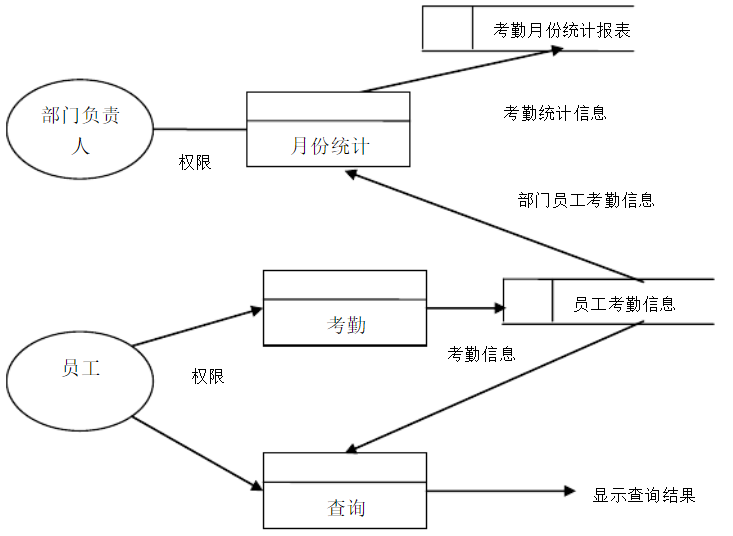 考勤月份统计报表
部门负责
人
月份统计
考勤统计信息
权限
部门员工考勤信息
员工考勤信息
考勤
员工
权限
考勤信息
查询
显示查询结果